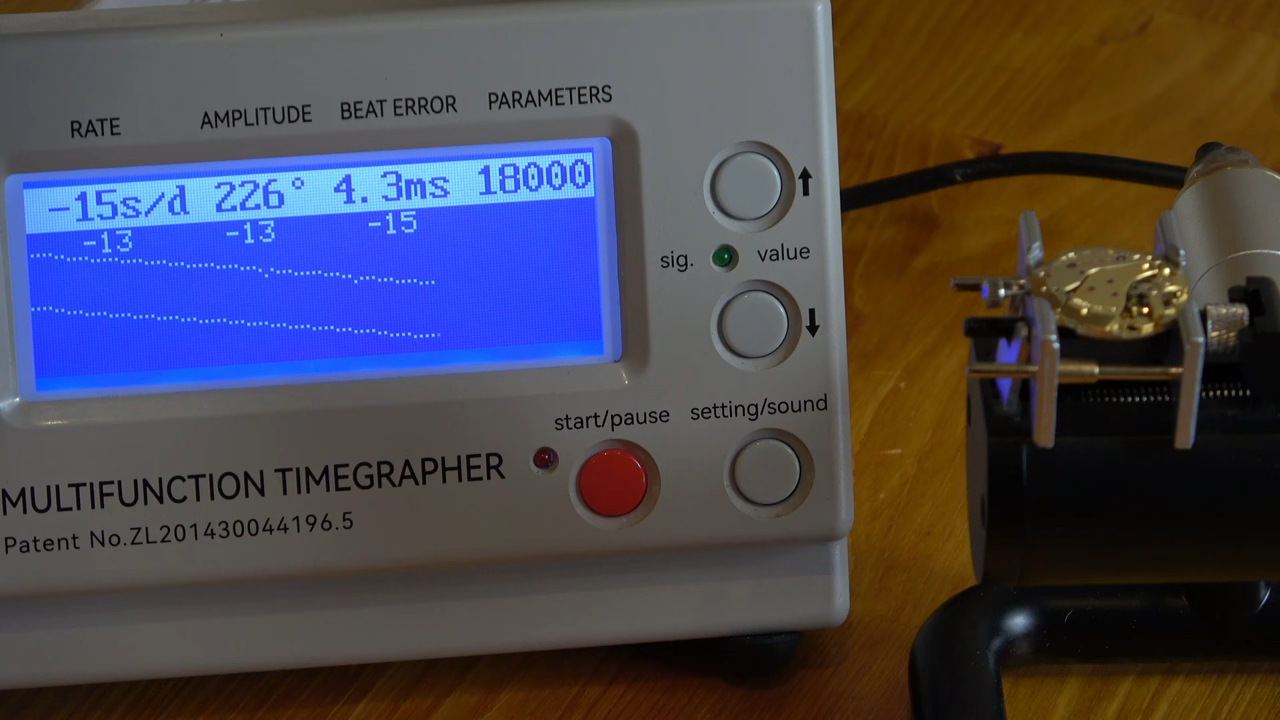 RATE AMPLITUDE BEAT ERROR PARAMETERS
-15s/d 226° 4.3ms 18000
-13 -13 -15
sig. value
start/pause setting/sound
MULTIFUNCTION TIMEGRAPHER
Patent No.ZL201430044196.5